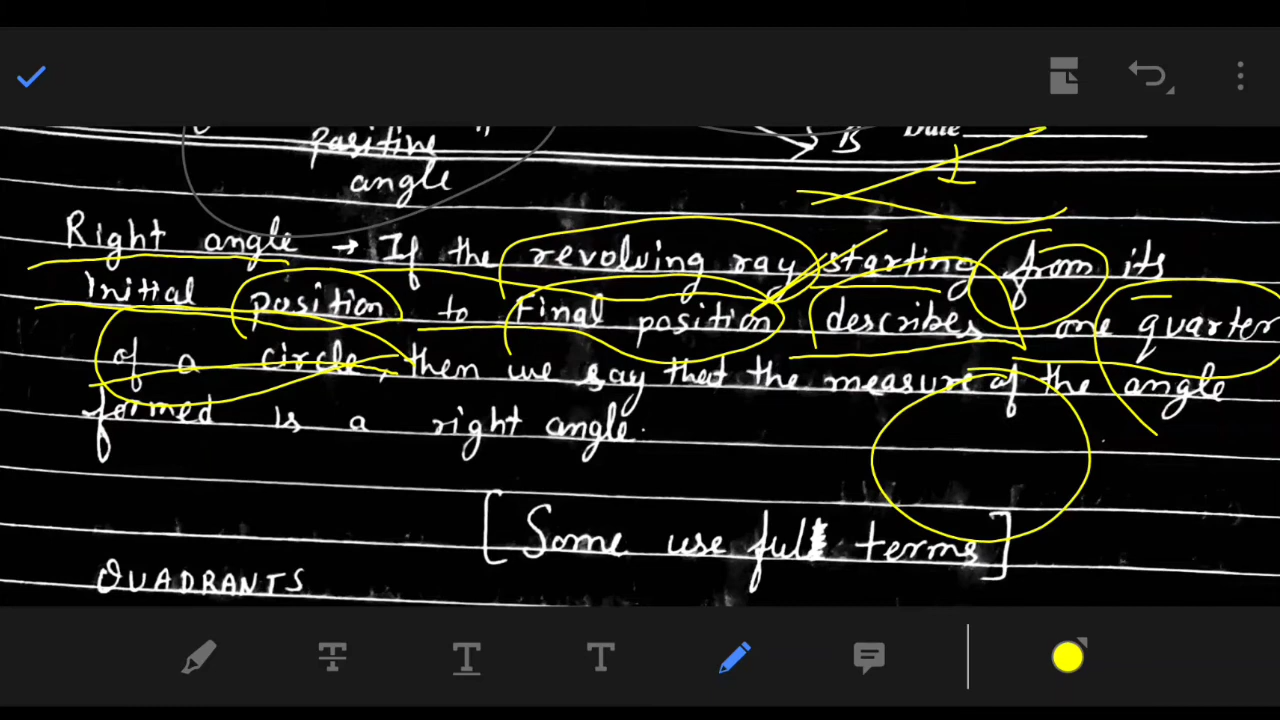 positive
angle
B Date
Right angle → If the revolving ray starting from its
Initial position to Final position describes one quarter
of a circle, then we say that the measure of the angle
formed is a right angle.
[Some use full terms]
QUADRANTS